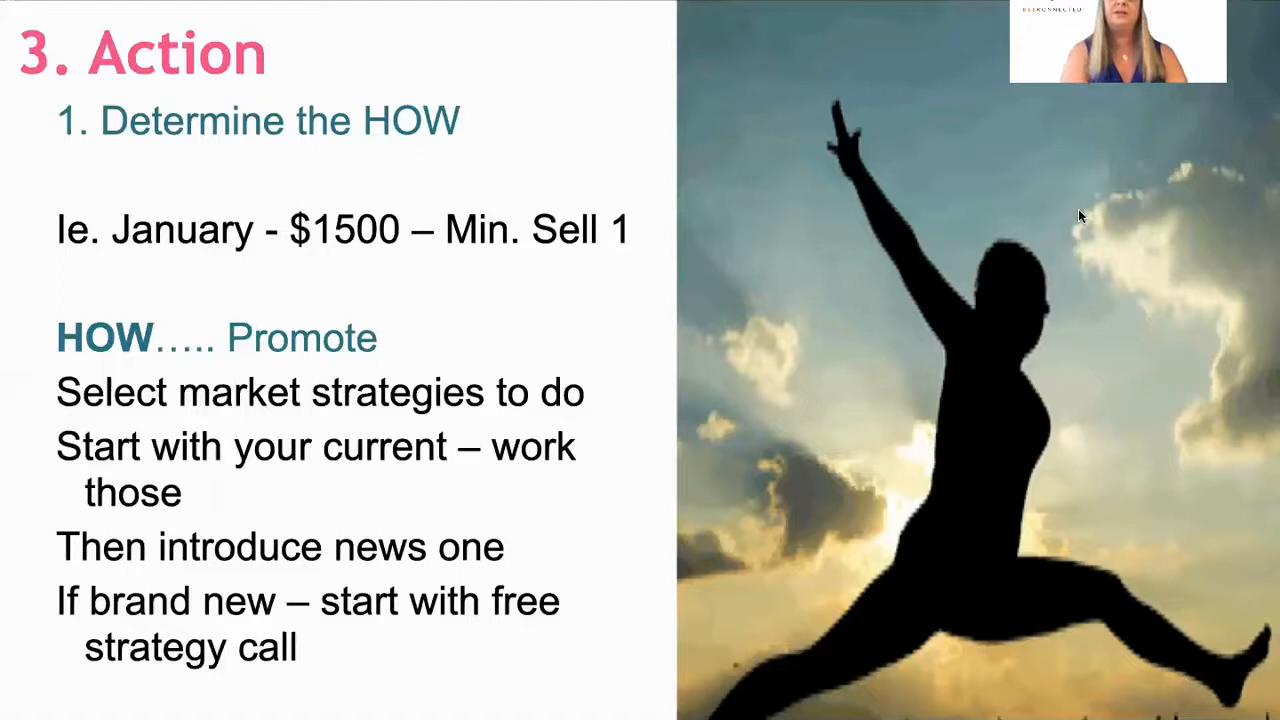 BEEKONNECTED
3. Action
1. Determine the HOW
Ie. January - $1500 – Min. Sell 1
HOW….. Promote
Select market strategies to do
Start with your current – work
those
Then introduce news one
If brand new – start with free
strategy call